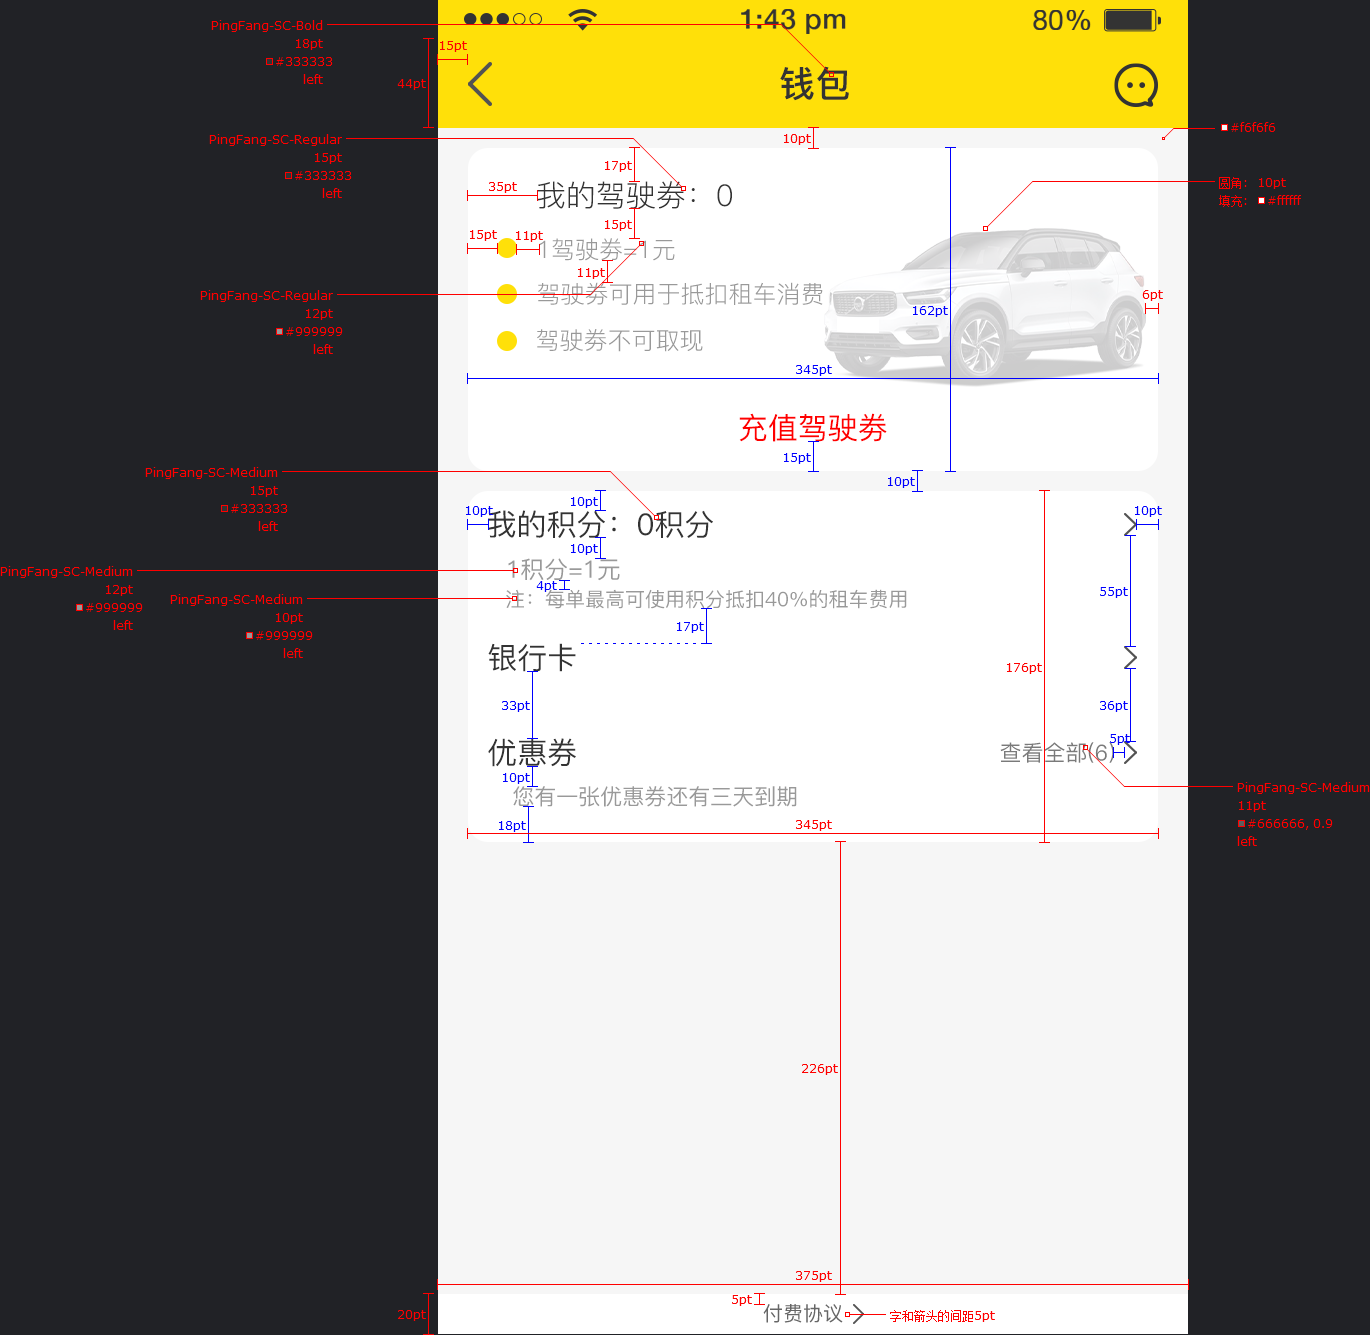 1:43 pm
80%
PingFang-SC-Bold
18pt
#333333
left
15pt
44pt
钱包
#f6f6f6
10pt
PingFang-SC-Regular
15pt
#333333
left
17pt
35pt
我的驾驶券：0
圆角： 10pt
填充： #ffffff
15pt
15pt
11pt
1驾驶券=1元
11pt
驾驶券可用于抵扣租车消费
PingFang-SC-Regular
12pt
#999999
left
6pt
162pt
驾驶券不可取现
345pt
充值驾驶券
15pt
10pt
PingFang-SC-Medium
15pt
#333333
left
10pt
10pt
我的积分：0积分
10pt
10pt
1积分=1元
PingFang-SC-Medium
12pt
#999999
left
4pt
注：每单最高可使用积分抵扣40%的租车费用
PingFang-SC-Medium
10pt
#999999
left
55pt
17pt
银行卡
176pt
33pt
36pt
优惠券
查看全部(6)
5pt
10pt
您有一张优惠券还有三天到期
PingFang-SC-Medium
11pt
#666666, 0.9
left
18pt
345pt
226pt
375pt
5pt
20pt
付费协议
字和箭头的间距5pt